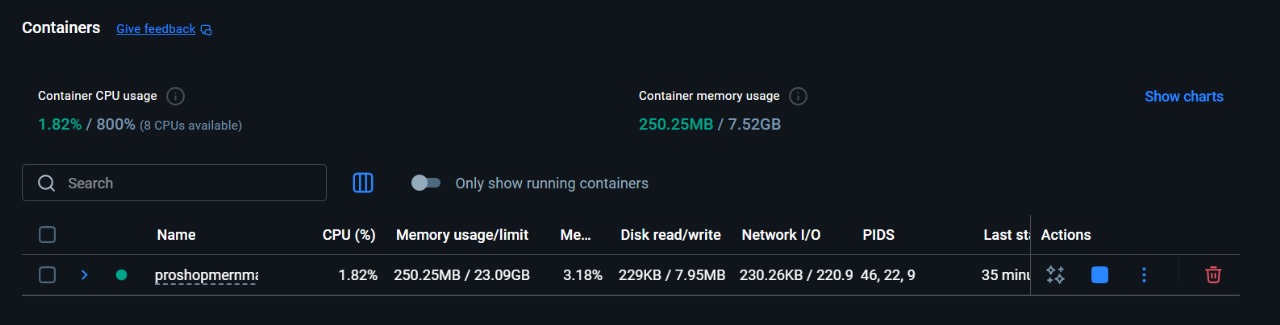 Containers Give feedback
Container CPU usage Container memory usage Show charts
1.82% / 800% (8 CPUs available) 250.25MB / 7.52GB
Search Only show running containers
Name CPU (%) Memory usage/limit Me... Disk read/write Network I/O PIDS Last sta Actions
proshopmernma 1.82% 250.25MB / 23.09GB 3.18% 229KB / 7.95MB 230.26KB / 220.9 46, 22, 9 35 minu